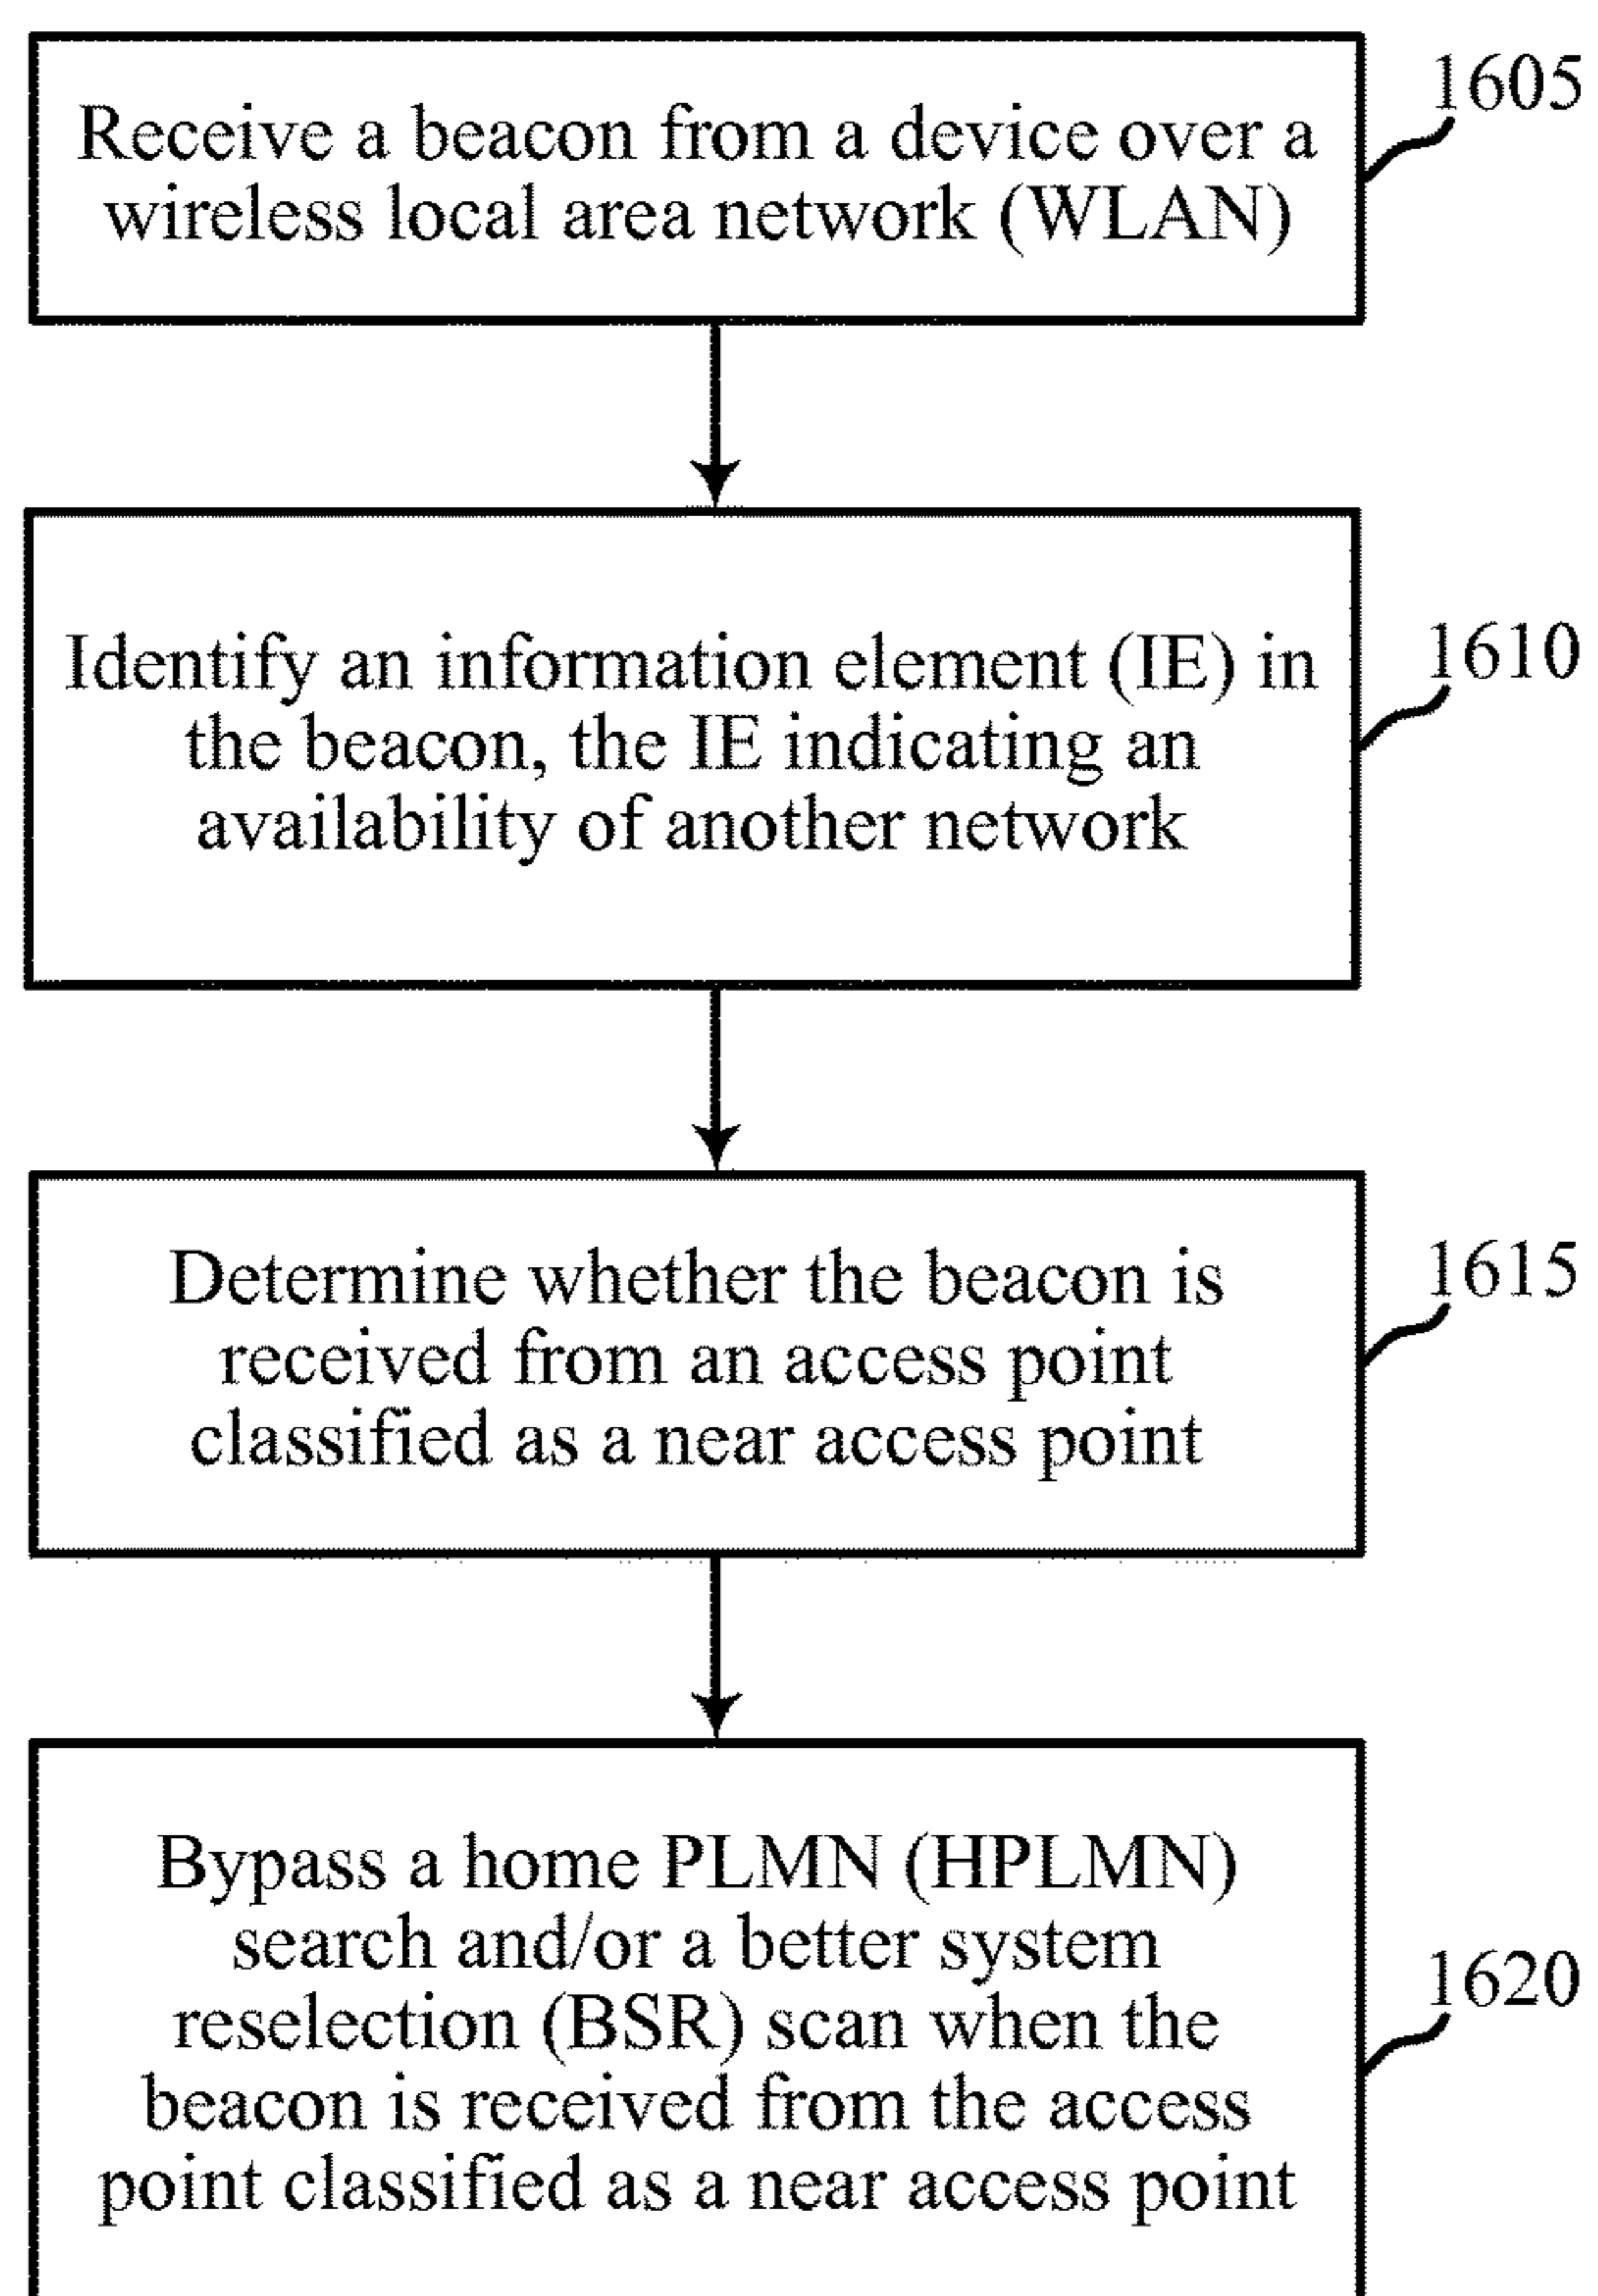 Receive a beacon from a device over a
wireless local area network (WLAN)
1605
Identify an information element (IE) in
the beacon, the IE indicating an
availability of another network
1610
Determine whether the beacon is
received from an access point
classified as a near access point
1615
Bypass a home PLMN (HPLMN)
search and/or a better system
reselection (BSR) scan when the
beacon is received from the access
point classified as a near access point
1620